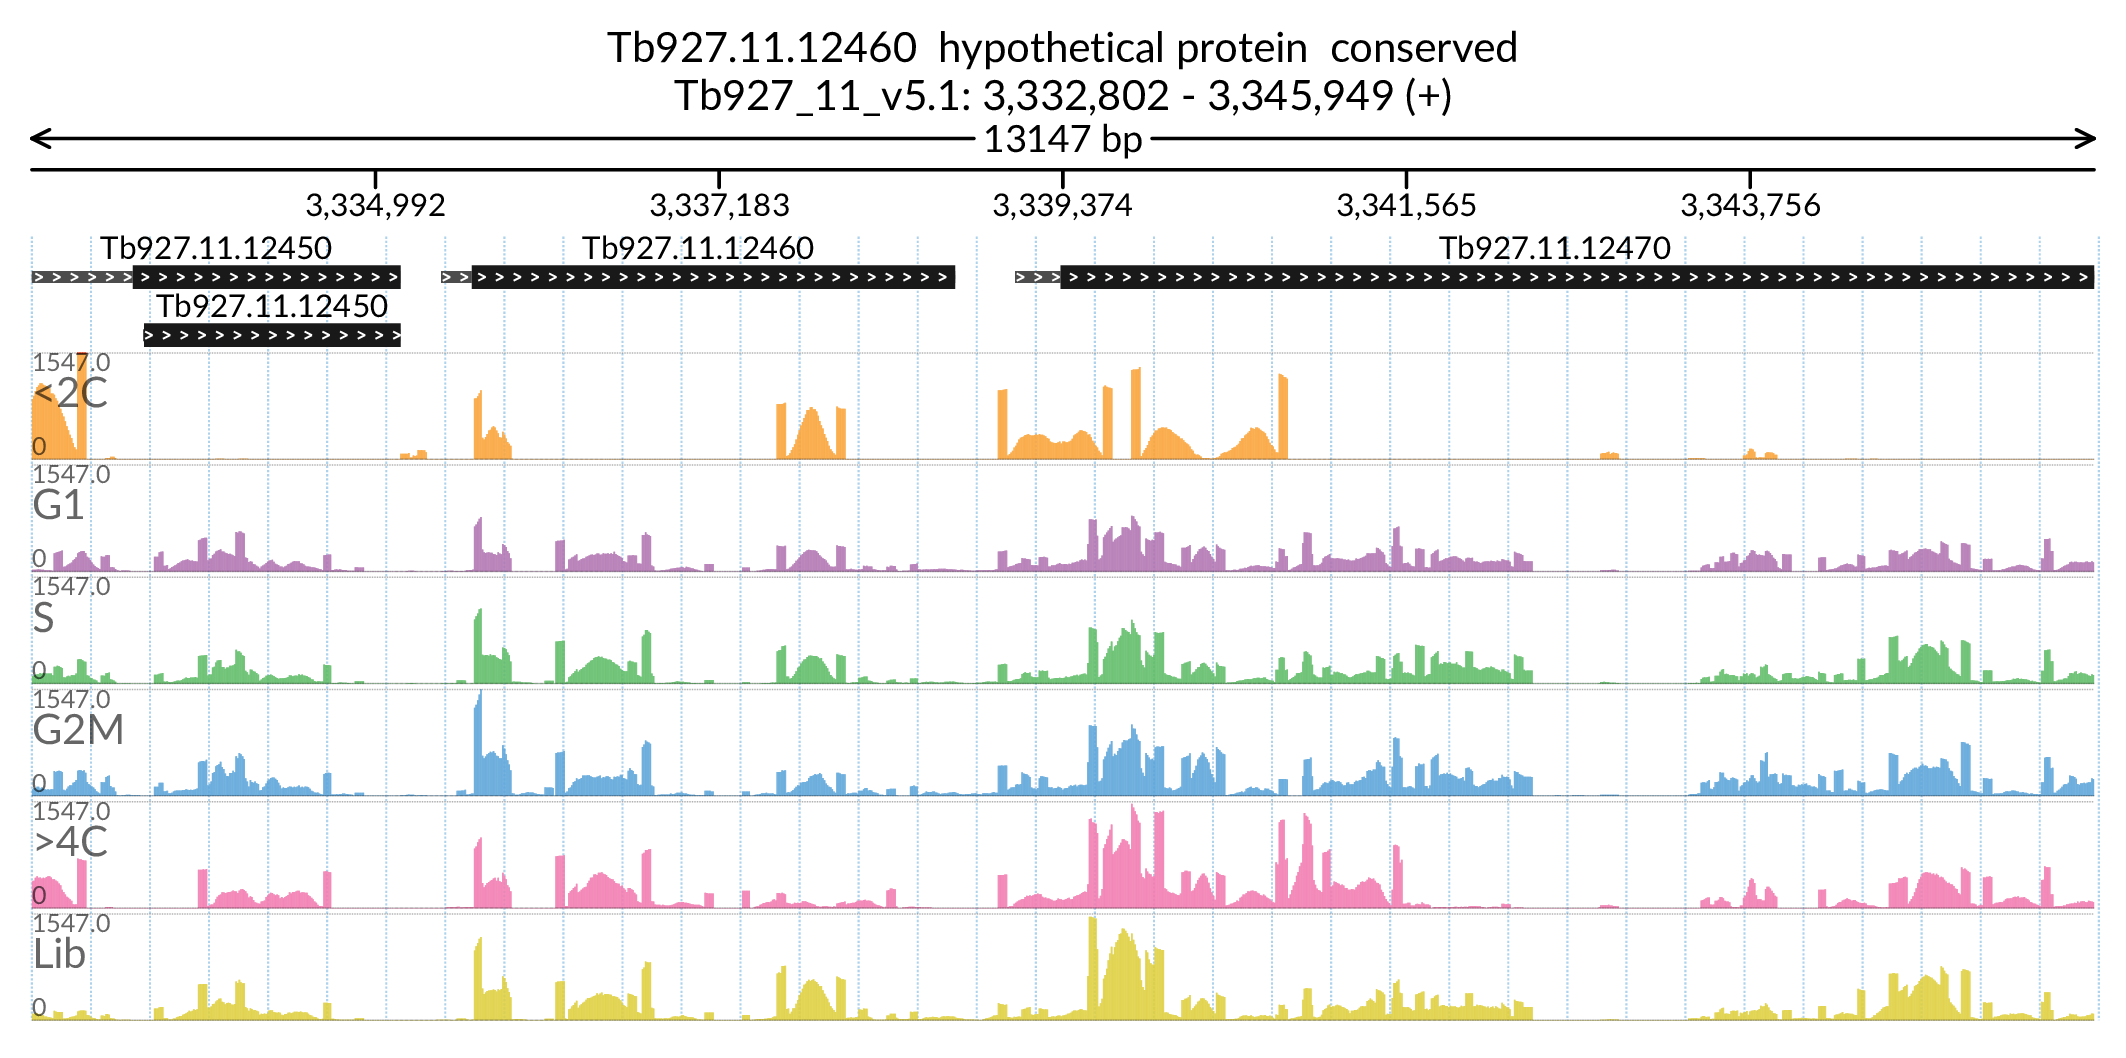 Tb927.11.12460  hypothetical protein  conserved
Tb927_11_v5.1: 3,332,802 - 3,345,949 (+)
13147 bp
3,334,992 3,337,183 3,339,374 3,341,565 3,343,756
Tb927.11.12450 Tb927.11.12460 Tb927.11.12470
Tb927.11.12450
1547.0
<2C
0
1547.0
G1
0
1547.0
S
0
1547.0
G2M
0
1547.0
>4C
0
1547.0
Lib
0